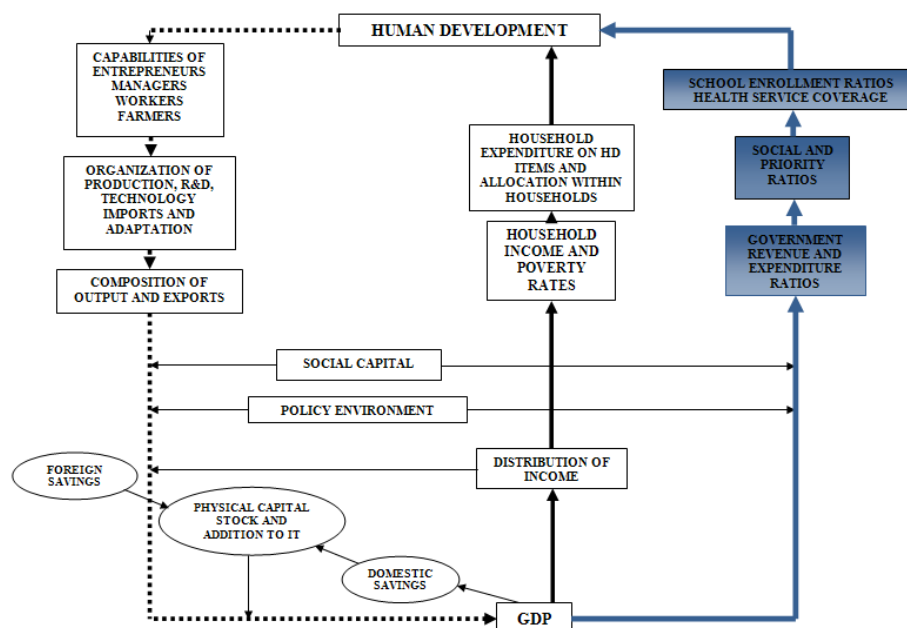 HUMAN DEVELOPMENT
CAPABILITIES OF
ENTREPRENEURS
MANAGERS
WORKERS
FARMERS
ORGANIZATION OF
PRODUCTION, R&D,
TECHNOLOGY
IMPORTS AND
ADAPTATION
COMPOSITION OF
OUTPUT AND EXPORTS
HOUSEHOLD
EXPENDITURE ON HD
ITEMS AND
ALLOCATION WITHIN
HOUSEHOLDS
HOUSEHOLD
INCOME AND
POVERTY
RATES
SCHOOL ENROLLMENT RATIOS
HEALTH SERVICE COVERAGE
SOCIAL AND
PRIORITY
RATIOS
GOVERNMENT
REVENUE AND
EXPENDITURE
RATIOS
SOCIAL CAPITAL
POLICY ENVIRONMENT
DISTRIBUTION OF
INCOME
FOREIGN
SAVINGS
PHYSICAL CAPITAL
STOCK AND
ADDITION TO IT
DOMESTIC
SAVINGS
GDP